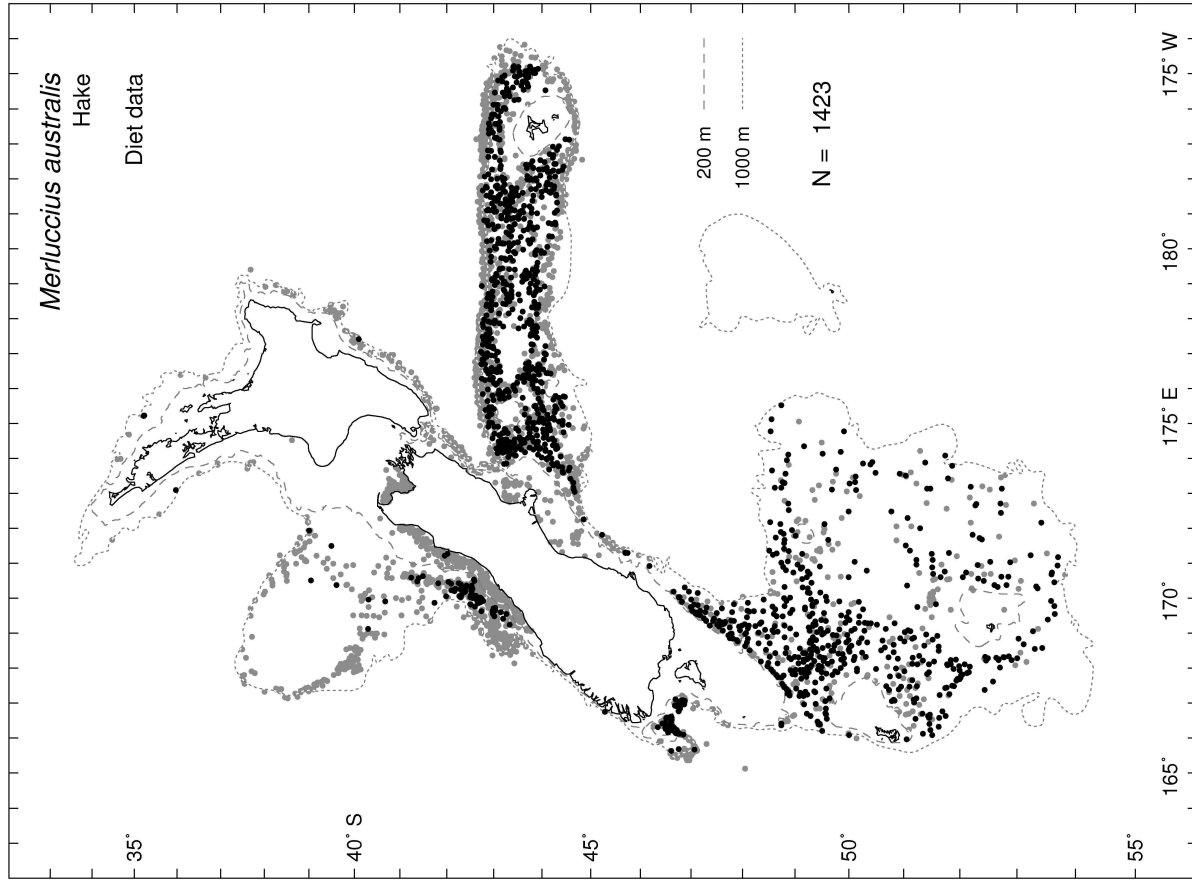 Merluccius australis
Hake
Diet data
35°
40° S
45°
50°
55°
165°
170°
175° E
180°
175° W
200 m
1000 m
N = 1423